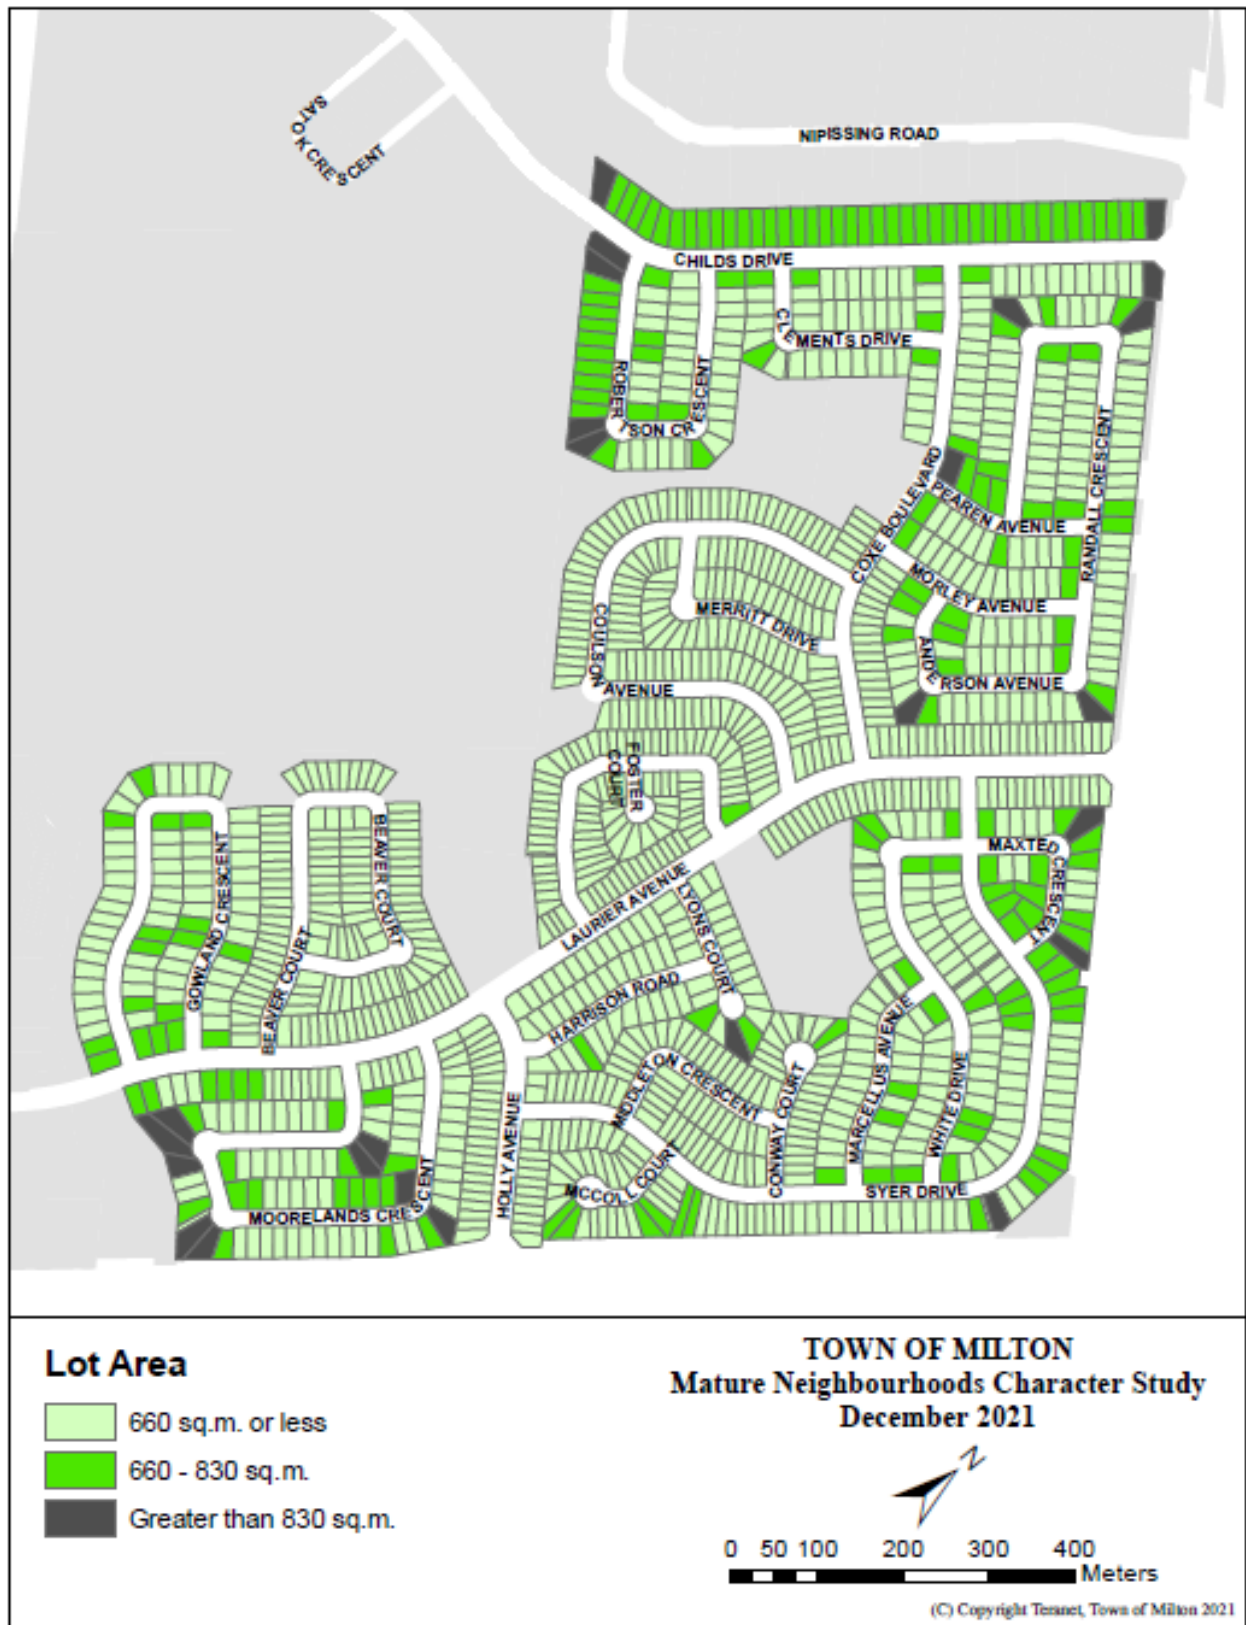 SATOK CRESCENT
NIPISSING ROAD
CHILDS DRIVE
CLEMENTS DRIVE
ROBERTSON CRESCENT
RANDALL CRESCENT
COXE BOULEVARD
PEAREN AVENUE
MORLEY AVENUE
ANDERSON AVENUE
MERRITT DRIVE
COULSON AVENUE
FOSTER COURT
MAXTED CRESCENT
BEAVER COURT
GOWLAND CRESCENT
BEAVER COURT
LAURIER AVENUE
LYONS COURT
HARRISON ROAD
MIDDLETON CRESCENT
HOLLY AVENUE
MCCOLL COURT
CONWAY COURT
MARCELLUS AVENUE
WHITE DRIVE
SYER DRIVE
MOORELANDS CRESCENT
Lot Area
660 sq.m. or less
660 - 830 sq.m.
Greater than 830 sq.m.
TOWN OF MILTON
Mature Neighbourhoods Character Study
December 2021
N
0 50 100 200 300 400
Meters
(C) Copyright Teranet, Town of Milton 2021